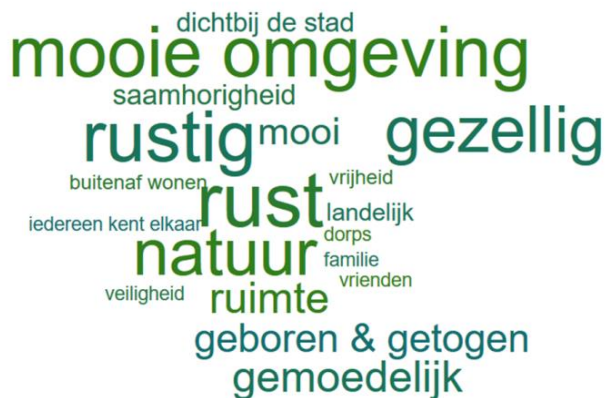 dichtbij de stad
mooie omgeving
saamhorigheid
rustig mooi gezellig
buitenaf wonen rust vrijheid
iedereen kent elkaar landelijk
natuur dorps
familie
veiligheid ruimte vrienden
geboren & getogen
gemoedelijk